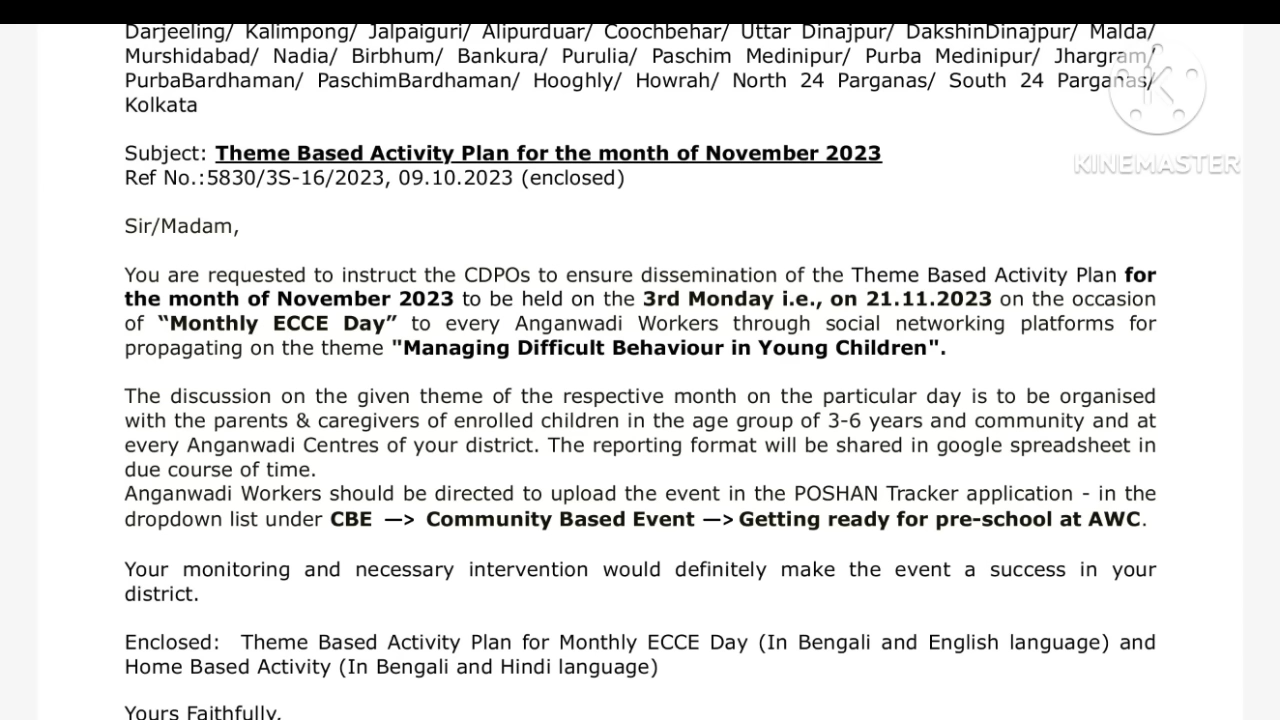 Darjeeling/ Kalimpong/ Jalpaiguri/ Alipurduar/ Coochbehar/ Uttar Dinajpur/ DakshinDinajpur/ Malda/
Murshidabad/ Nadia/ Birbhum/ Bankura/ Purulia/ Paschim Medinipur/ Purba Medinipur/ Jhargram/
PurbaBardhaman/ PaschimBardhaman/ Hooghly/ Howrah/ North 24 Parganas/ South 24 Parganas/
Kolkata
KINEMASTER
Subject: Theme Based Activity Plan for the month of November 2023
Ref No.:5830/3S-16/2023, 09.10.2023 (enclosed)
Sir/Madam,
You are requested to instruct the CDPOs to ensure dissemination of the Theme Based Activity Plan for
the month of November 2023 to be held on the 3rd Monday i.e., on 21.11.2023 on the occasion
of “Monthly ECCE Day” to every Anganwadi Workers through social networking platforms for
propagating on the theme "Managing Difficult Behaviour in Young Children".
The discussion on the given theme of the respective month on the particular day is to be organised
with the parents & caregivers of enrolled children in the age group of 3-6 years and community and at
every Anganwadi Centres of your district. The reporting format will be shared in google spreadsheet in
due course of time.
Anganwadi Workers should be directed to upload the event in the POSHAN Tracker application - in the
dropdown list under CBE —> Community Based Event —> Getting ready for pre-school at AWC.
Your monitoring and necessary intervention would definitely make the event a success in your
district.
Enclosed: Theme Based Activity Plan for Monthly ECCE Day (In Bengali and English language) and
Home Based Activity (In Bengali and Hindi language)
Yours Faithfully,